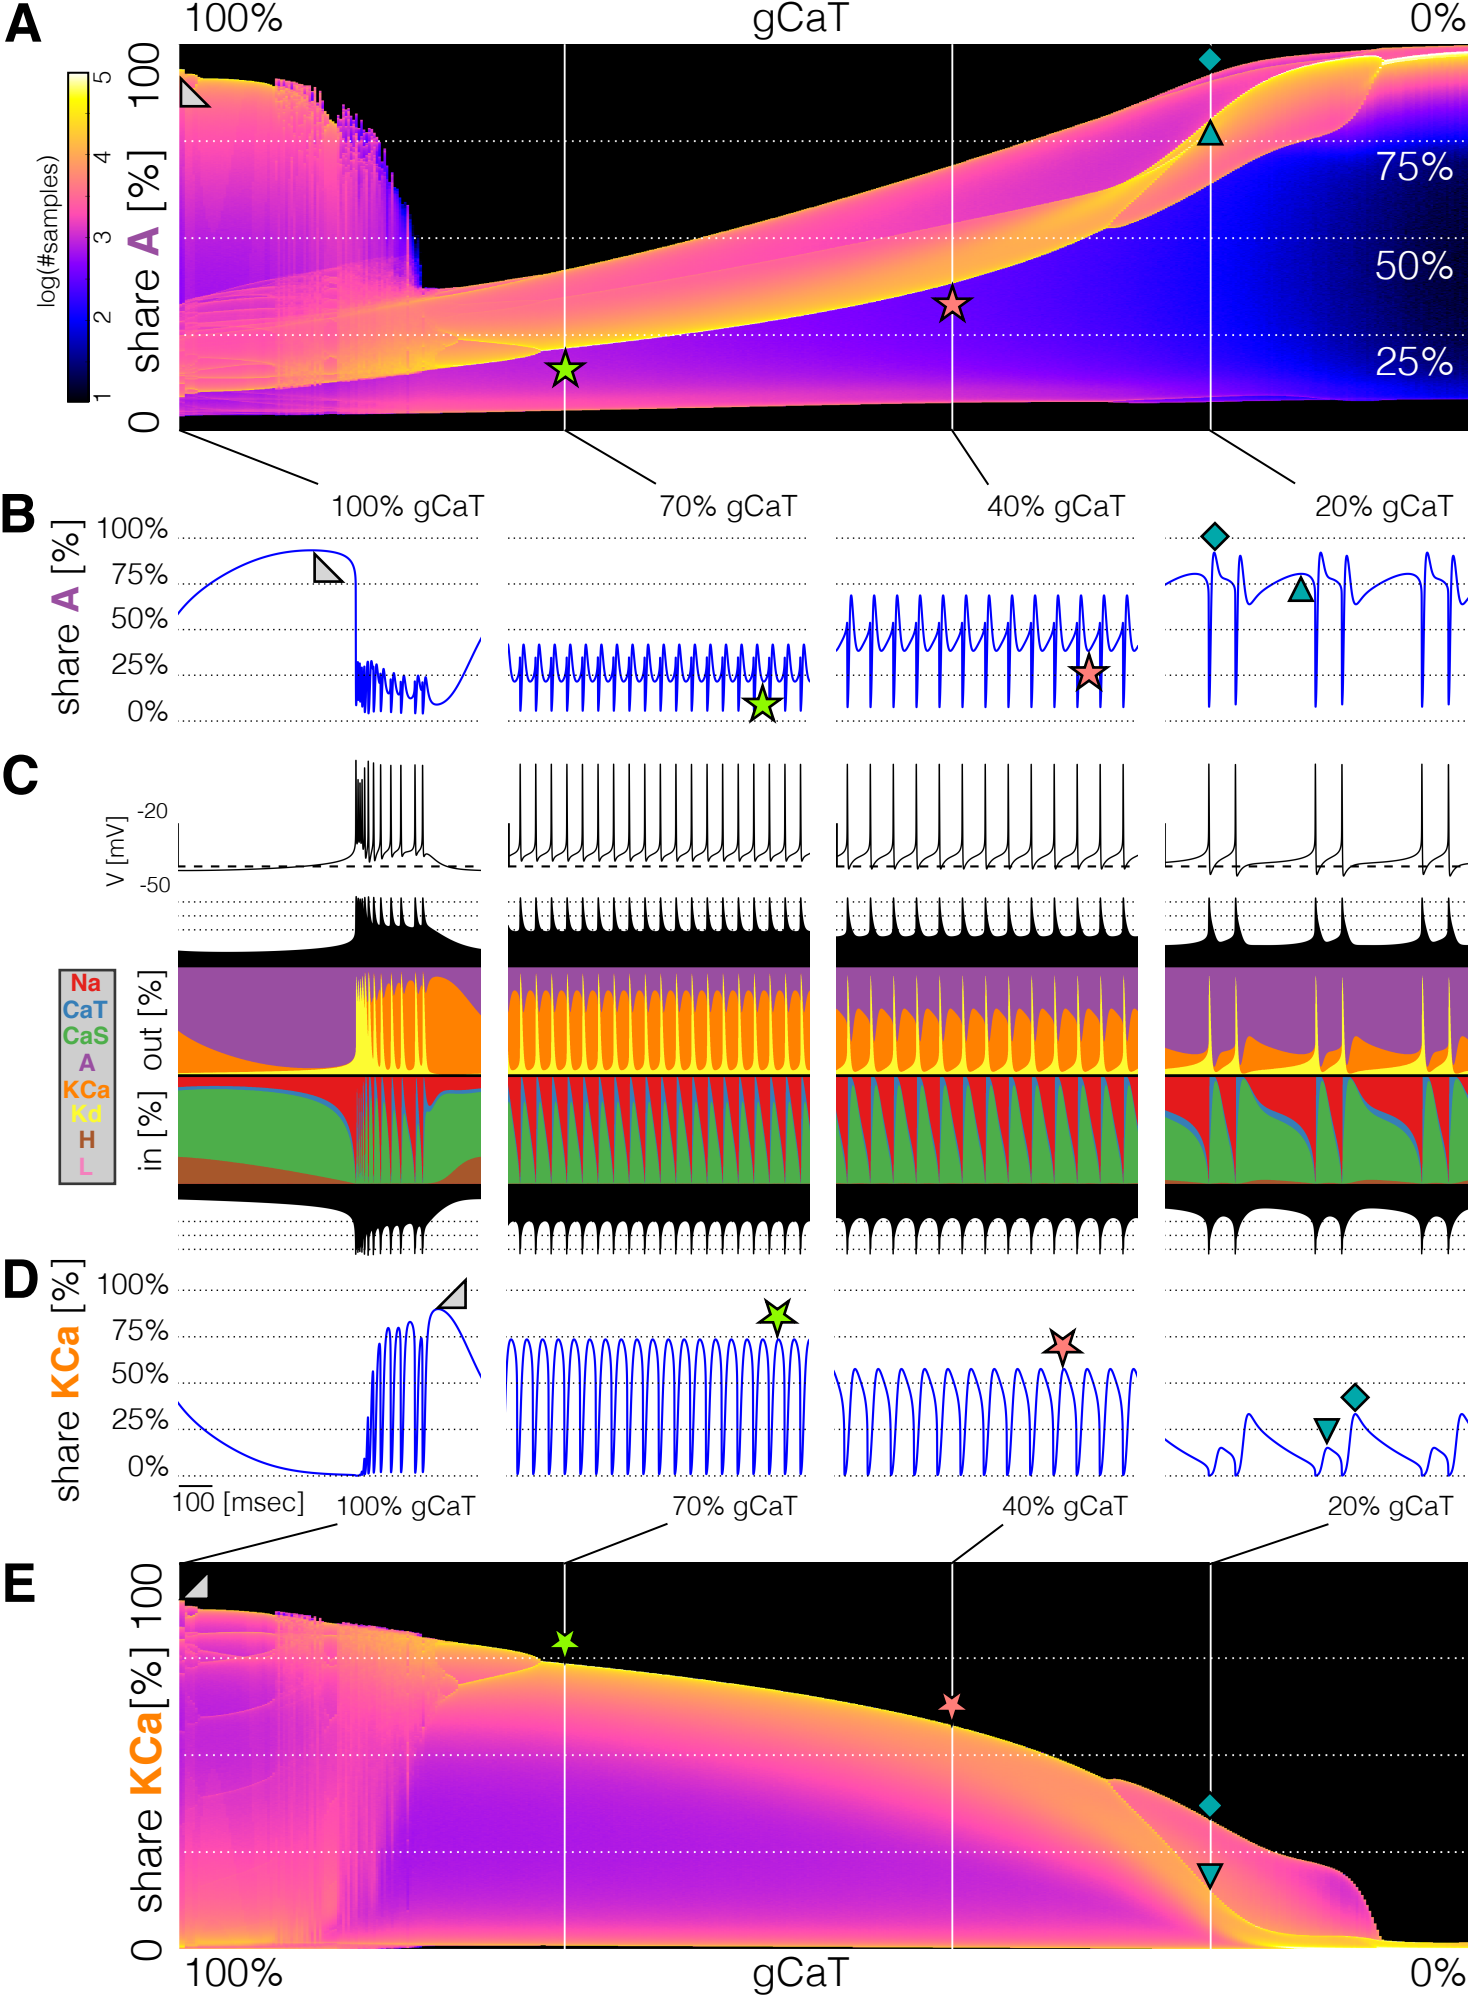 A
100%
gCaT
0%
log(#samples)
5
4
3
2
1
share A [%]
100
0
75%
50%
25%
100% gCaT
70% gCaT
40% gCaT
20% gCaT
B
share A [%]
100%
75%
50%
25%
0%
C
V [mV]
-20
-50
Na
CaT
CaS
A
KCa
Kd
H
L
out [%]
in [%]
D
share KCa [%]
100%
75%
50%
25%
0%
100 [msec]
100% gCaT
70% gCaT
40% gCaT
20% gCaT
E
share KCa[%]
100
0
100%
gCaT
0%